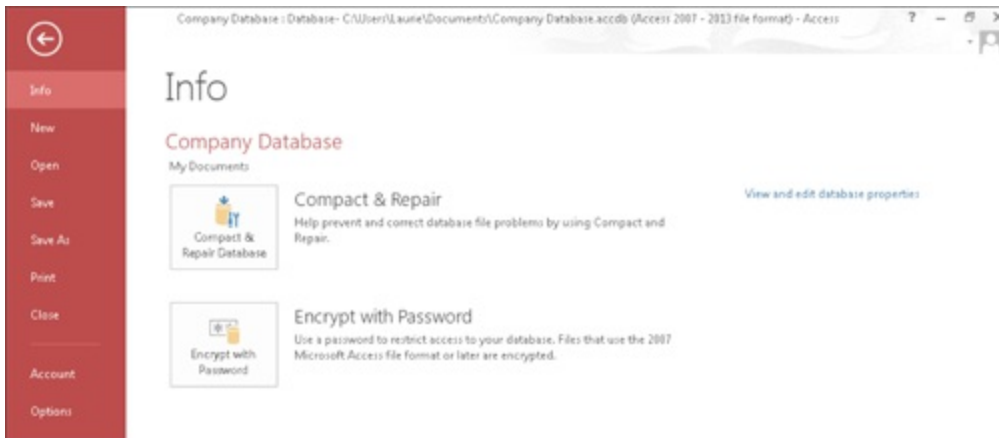 Company Database : Database- C:\Users\Laurie\Documents\Company Database.accdb (Access 2007 - 2013 file format) - Access
?
Info
New
Open
Save
Save As
Print
Close
Account
Options
Info
Company Database
My Documents
Compact &
Repair Database
Compact & Repair
Help prevent and correct database file problems by using Compact and
Repair.
View and edit database properties
Encrypt with
Password
Encrypt with Password
Use a password to restrict access to your database. Files that use the 2007
Microsoft Access file format or later are encrypted.